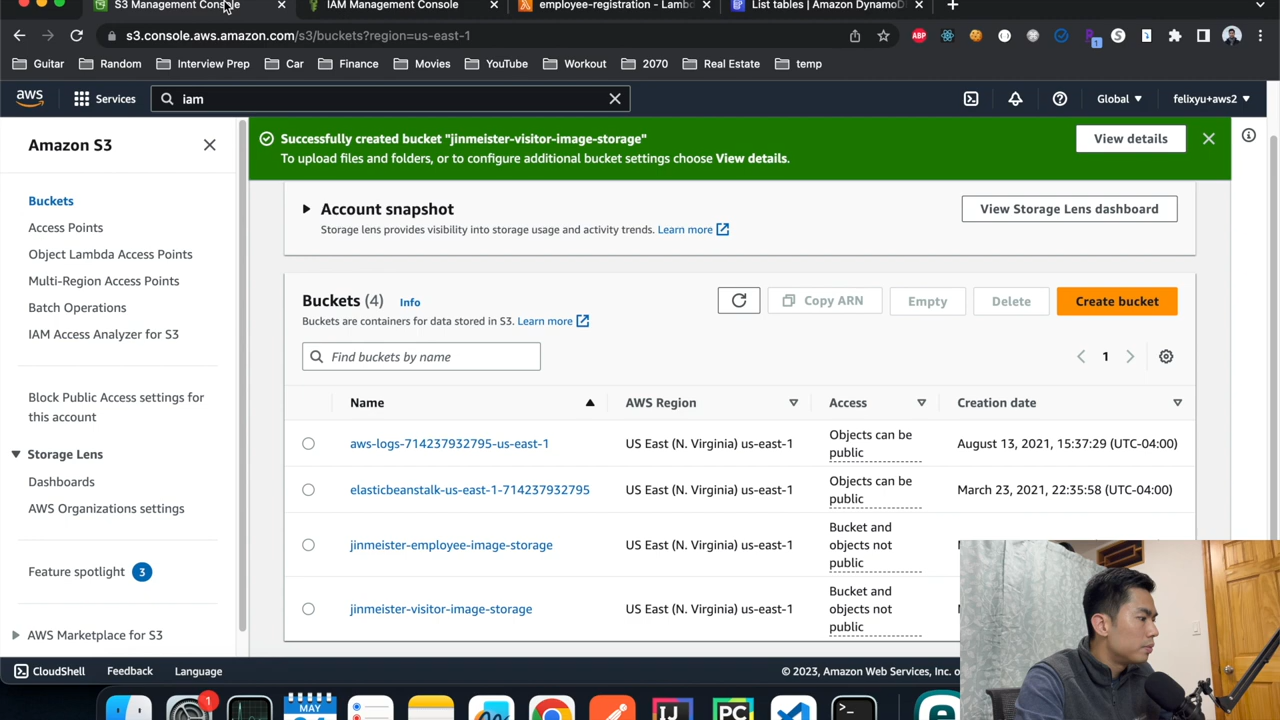 S3 Management Console
IAM Management Console
employee-registration - Lamb
List tables | Amazon DynamoD
s3.console.aws.amazon.com/s3/buckets?region=us-east-1
ABP
1
Guitar
Random
Interview Prep
Car
Finance
Movies
YouTube
Workout
2070
Real Estate
temp
aws
Services
iam
Global
felixyu+aws2
Amazon S3
Buckets
Access Points
Object Lambda Access Points
Multi-Region Access Points
Batch Operations
IAM Access Analyzer for S3
Block Public Access settings for
this account
Storage Lens
Dashboards
AWS Organizations settings
Feature spotlight 3
AWS Marketplace for S3
Successfully created bucket "jinmeister-visitor-image-storage"
To upload files and folders, or to configure additional bucket settings choose View details.
View details
Account snapshot
Storage lens provides visibility into storage usage and activity trends. Learn more
View Storage Lens dashboard
Buckets (4) Info
Buckets are containers for data stored in S3. Learn more
Copy ARN
Empty
Delete
Create bucket
Find buckets by name
1
Name
AWS Region
Access
Creation date
aws-logs-714237932795-us-east-1
US East (N. Virginia) us-east-1
Objects can be
public
August 13, 2021, 15:37:29 (UTC-04:00)
elasticbeanstalk-us-east-1-714237932795
US East (N. Virginia) us-east-1
Objects can be
public
March 23, 2021, 22:35:58 (UTC-04:00)
jinmeister-employee-image-storage
US East (N. Virginia) us-east-1
Bucket and
objects not
public
jinmeister-visitor-image-storage
US East (N. Virginia) us-east-1
Bucket and
objects not
public
CloudShell
Feedback
Language
© 2023, Amazon Web Services, Inc. o
1
MAY
IJ
PC